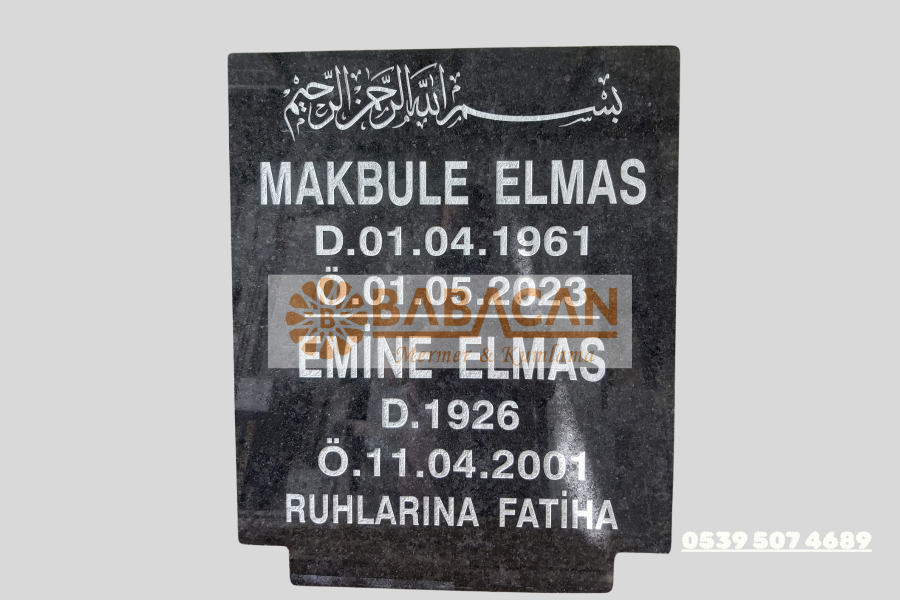 بسم الله الرحمن الرحيم
MAKBULE ELMAS
D.01.04.1961
Ö.01.05.2023
BABACAN
EMİNE ELMAS
Mermer & Kumlama
D.1926
Ö.11.04.2001
RUHLARINA FATİHA
0539 507 4689